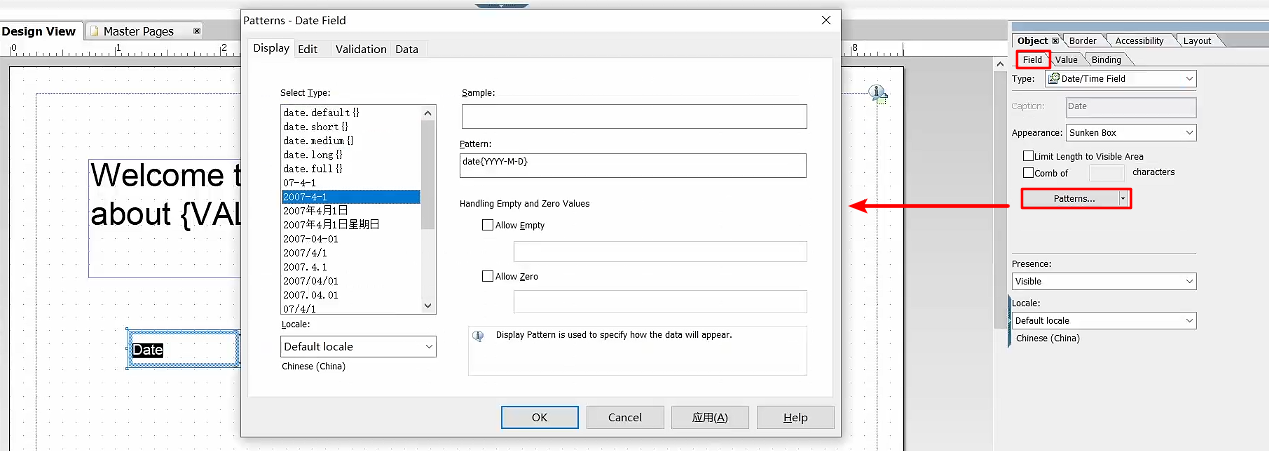 Design View
Master Pages
0
1
2
8
Welcome t
about {VAL
Date
Patterns - Date Field
Display
Edit
Validation
Data
Select Type:
date.default{}
date.short{}
date.medium{}
date.long{}
date.full{}
07-4-1
2007-4-1
2007年4月1日
2007年4月1日星期日
2007-04-01
2007/4/1
2007.4.1
2007/04/01
2007.04.01
07/4/1
Locale:
Default locale
Chinese (China)
Sample:
Pattern:
date{YYYY-M-D}
Handling Empty and Zero Values
Allow Empty
Allow Zero
Display Pattern is used to specify how the data will appear.
OK
Cancel
应用(A)
Help
Object
Border
Accessibility
Layout
Field
Value
Binding
Type:
Date/Time Field
Caption:
Date
Appearance:
Sunken Box
Limit Length to Visible Area
Comb of
characters
Patterns...
Presence:
Visible
Locale:
Default locale
Chinese (China)